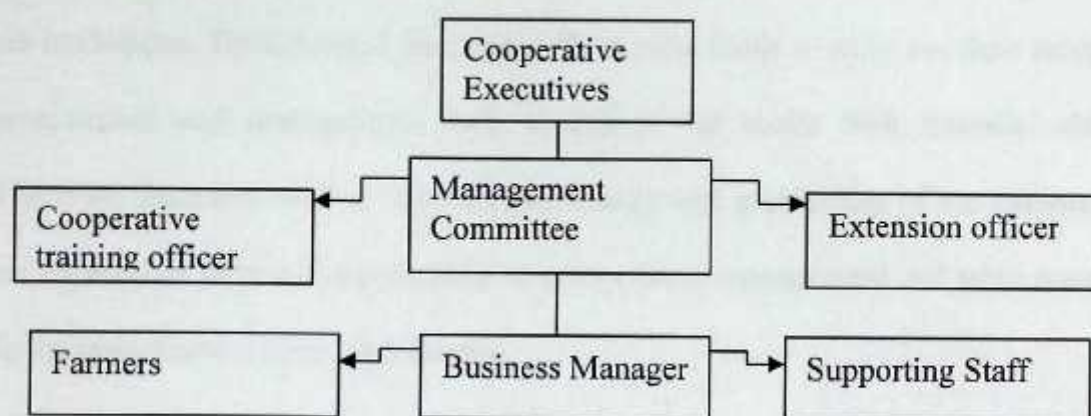 Cooperative
Executives
Management
Committee
Cooperative
training officer
Extension officer
Farmers
Business Manager
Supporting Staff